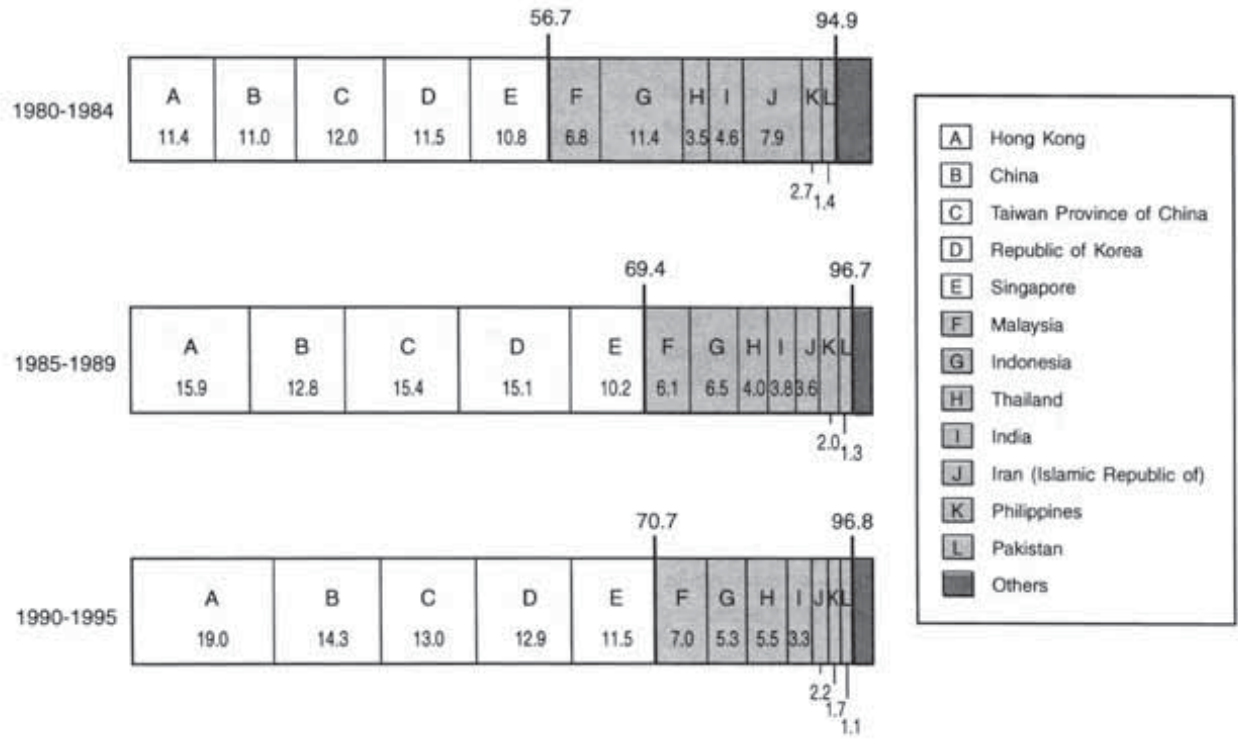 56.7 94.9
1980-1984
A B C D E F G H I J K L
11.4 11.0 12.0 11.5 10.8 6.8 11.4 3.5 4.6 7.9
2.7 1.4
69.4 96.7
1985-1989
A B C D E F G H I J K L
15.9 12.8 15.4 15.1 10.2 6.1 6.5 4.0 3.8 3.6
2.0 1.3
70.7 96.8
1990-1995
A B C D E F G H I J K L
19.0 14.3 13.0 12.9 11.5 7.0 5.3 5.5 3.3
2.2
1.7
1.1
A Hong Kong
B China
C Taiwan Province of China
D Republic of Korea
E Singapore
F Malaysia
G Indonesia
H Thailand
I India
J Iran (Islamic Republic of)
K Philippines
L Pakistan
Others